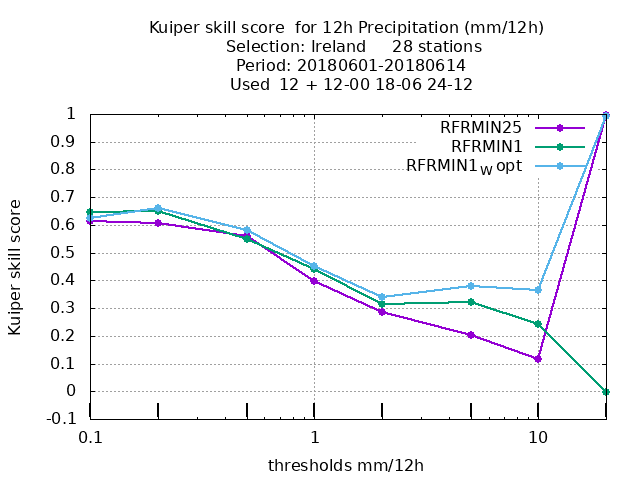 Kuiper skill score  for 12h Precipitation (mm/12h)
Selection: Ireland     28 stations
Period: 20180601-20180614
Used  12 + 12-00 18-06 24-12
RFRMIN25
RFRMIN1
RFRMIN1W opt
1
0.9
0.8
0.7
0.6
0.5
0.4
0.3
0.2
0.1
0
-0.1
Kuiper skill score
0.1 1 10
thresholds mm/12h